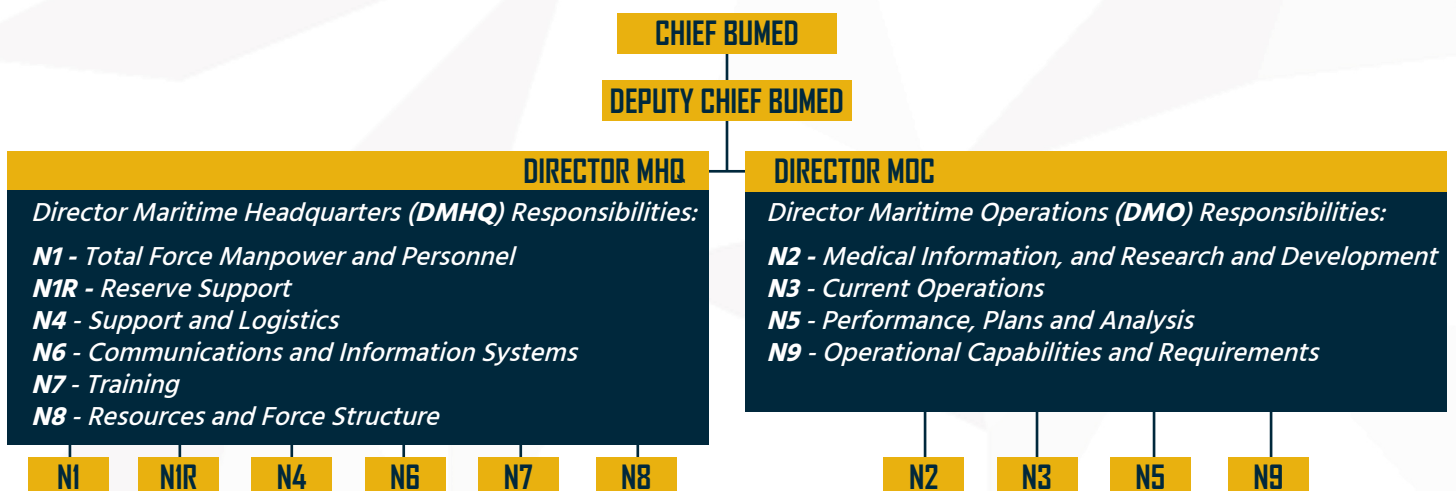 CHIEF BUMED
DEPUTY CHIEF BUMED
DIRECTOR MHQ
Director Maritime Headquarters (DMHQ) Responsibilities:
N1 - Total Force Manpower and Personnel
N1R - Reserve Support
N4 - Support and Logistics
N6 - Communications and Information Systems
N7 - Training
N8 - Resources and Force Structure
DIRECTOR MOC
Director Maritime Operations (DMO) Responsibilities:
N2 - Medical Information, and Research and Development
N3 - Current Operations
N5 - Performance, Plans and Analysis
N9 - Operational Capabilities and Requirements
N1 N1R N4 N6 N7 N8 N2 N3 N5 N9